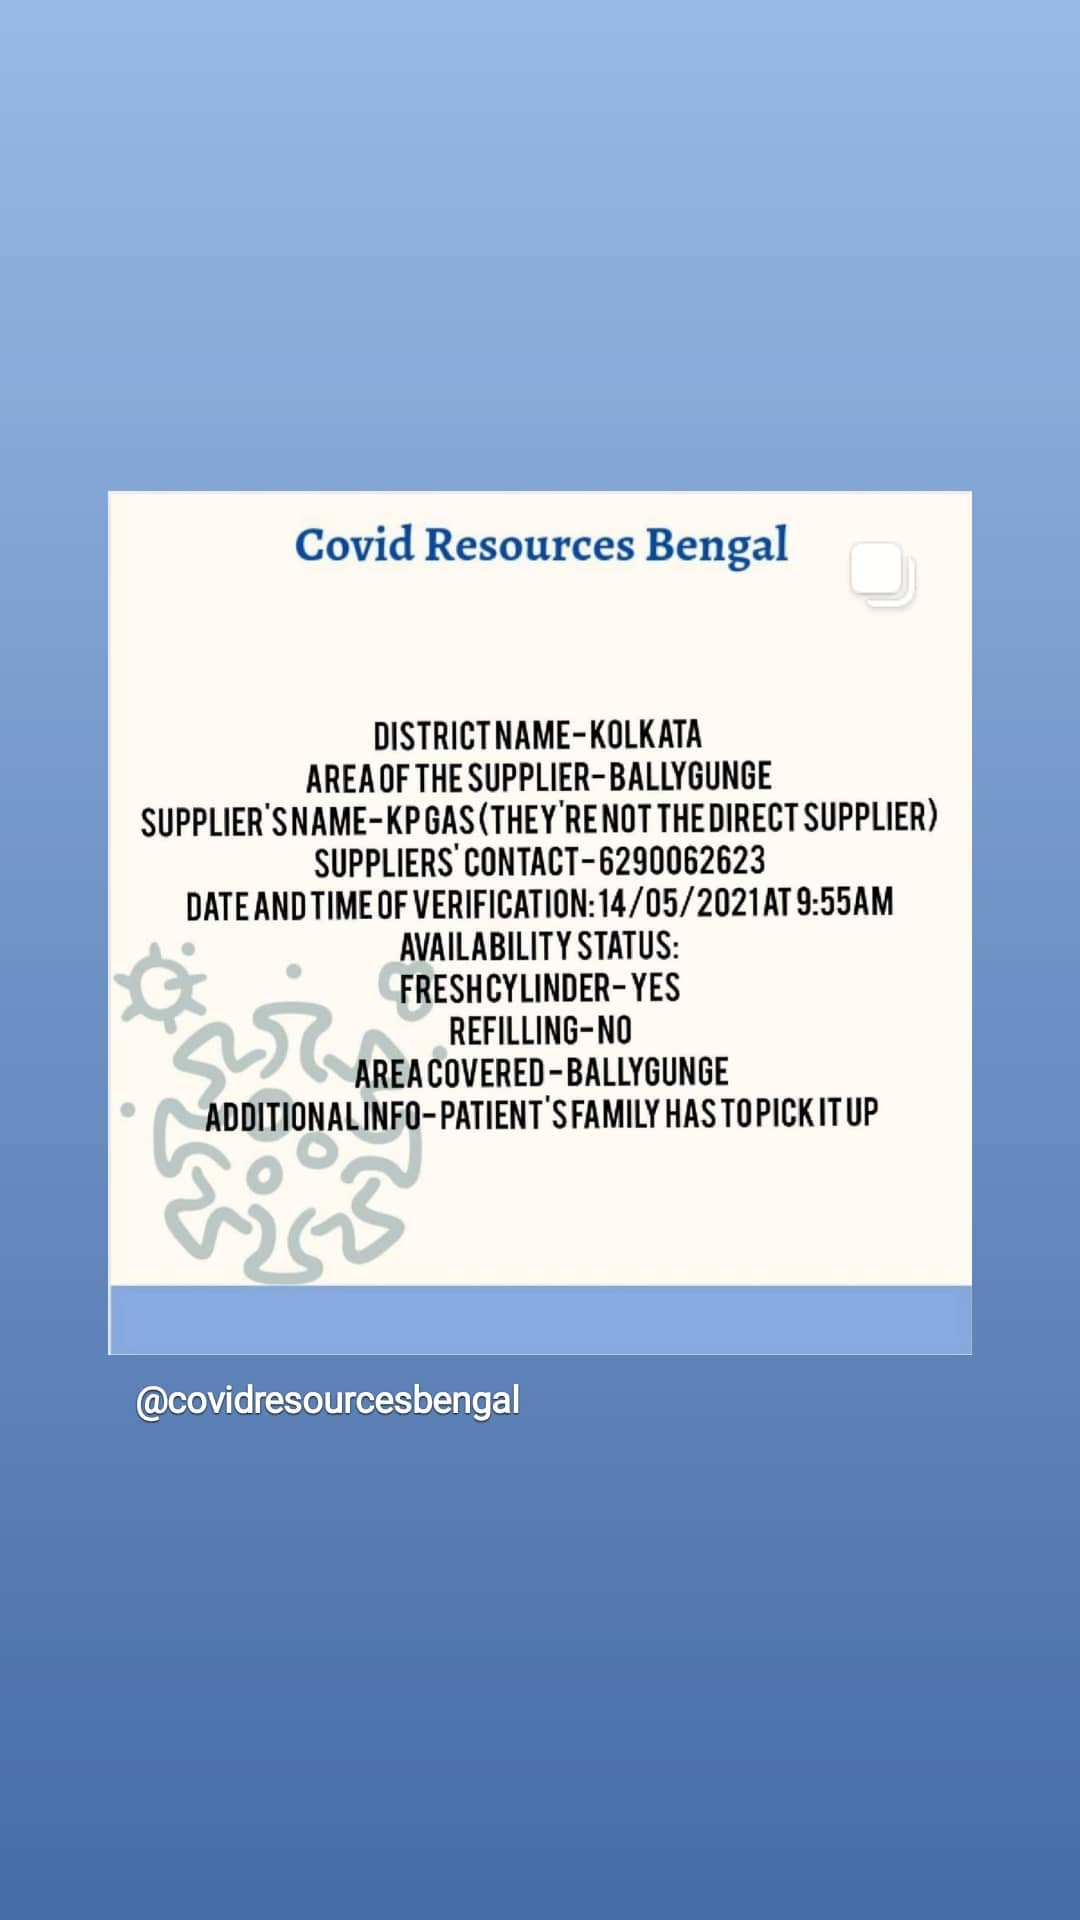 Covid Resources Bengal
DISTRICT NAME-KOLKATA
AREA OF THE SUPPLIER-BALLYGUNGE
SUPPLIER'S NAME-KP GAS (THEY'RE NOT THE DIRECT SUPPLIER)
SUPPLIERS' CONTACT-6290062623
DATE AND TIME OF VERIFICATION:14/05/2021 AT 9:55AM
AVAILABILITY STATUS:
FRESH CYLINDER-YES
REFILLING-NO
AREA COVERED-BALLYGUNGE
ADDITIONAL INFO-PATIENT'S FAMILY HAS TO PICK IT UP
@covidresourcesbengal